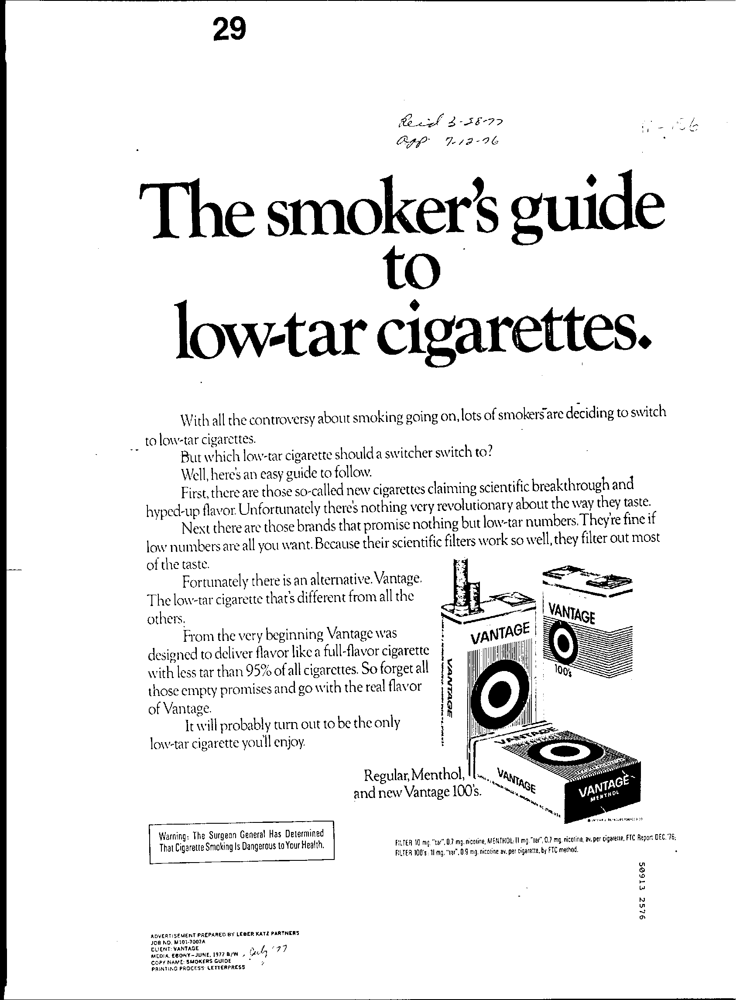 29
Rec'd 3-28-77
app 7-12-76
The smoker's guide
to
low-tar cigarettes.
With all the controversy about smoking going on, lots of smokers are deciding to switch
to low-tar cigarettes.
But which low-tar cigarette should a switcher switch to?
Well, here's an easy guide to follow.
First, there are those so-called new cigarettes claiming scientific breakthrough and
hyped-up flavor. Unfortunately there's nothing very revolutionary about the way they taste.
Next there are those brands that promise nothing but low-tar numbers. They're fine if
low numbers are all you want. Because their scientific filters work so well, they filter out most
of the taste.
Fortunately there is an alternative. Vantage.
The low-tar cigarette that's different from all the
others.
From the very beginning Vantage was
designed to deliver flavor like a full-flavor cigarette
with less tar than 95% of all cigarettes. So forget all
those empty promises and go with the real flavor
of Vantage.
It will probably turn out to be the only
low-tar cigarette you'll enjoy.
VANTAGE
VANTAGE
VANTAGE
100's
VANTAGE
MENTHOL
VANTAGE
VANTAGE
MENTHOL
Regular, Menthol,
and new Vantage 100's.
Warning: The Surgeon General Has Determined
That Cigarette Smoking Is Dangerous to Your Health.
FILTER 10 mg. "tar", 0.7 mg. nicotine, MENTHOL: 11 mg. "tar", 0.7 mg. nicotine, av. per cigarette, FTC Report DEC. '76;
FILTER 100's: 11 mg. "tar", 0.9 mg. nicotine av. per cigarette, by FTC method.
50913 2576
ADVERTISEMENT PREPARED BY LEBER KATZ PARTNERS
JOB NO. M101-7007A
CLIENT: VANTAGE
MEDIA: EBONY - JUNE, 1977 B/W, July '77
COPY NAME: SMOKERS GUIDE
PRINTING PROCESS: LETTERPRESS